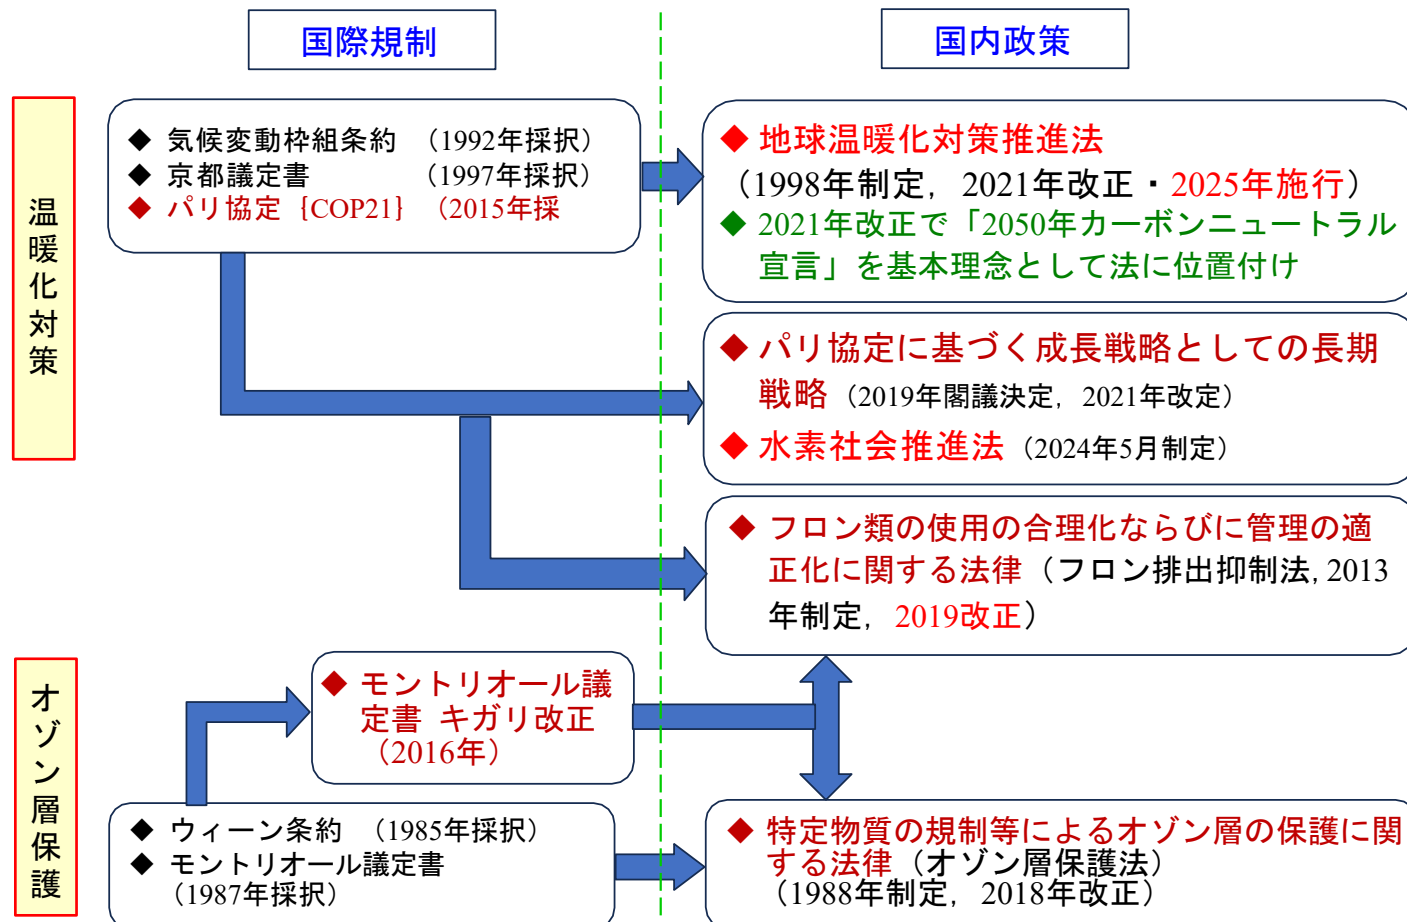 国際規制
国内政策
温暖化対策
◆ 気候変動枠組条約 （1992年採択）
◆ 京都議定書 （1997年採択）
◆ パリ協定｛COP21｝（2015年採
◆ 地球温暖化対策推進法
（1998年制定，2021年改正・2025年施行）
◆ 2021年改正で「2050年カーボンニュートラル
宣言」を基本理念として法に位置付け
◆ パリ協定に基づく成長戦略としての長期
戦略（2019年閣議決定，2021年改定）
◆ 水素社会推進法（2024年5月制定）
◆ フロン類の使用の合理化ならびに管理の適
正化に関する法律（フロン排出抑制法, 2013
年制定，2019改正）
オゾン層保護
◆ モントリオール議
定書 キガリ改正
（2016年）
◆ ウィーン条約 （1985年採択）
◆ モントリオール議定書
（1987年採択）
◆ 特定物質の規制等によるオゾン層の保護に関
する法律（オゾン層保護法）
（1988年制定，2018年改正）